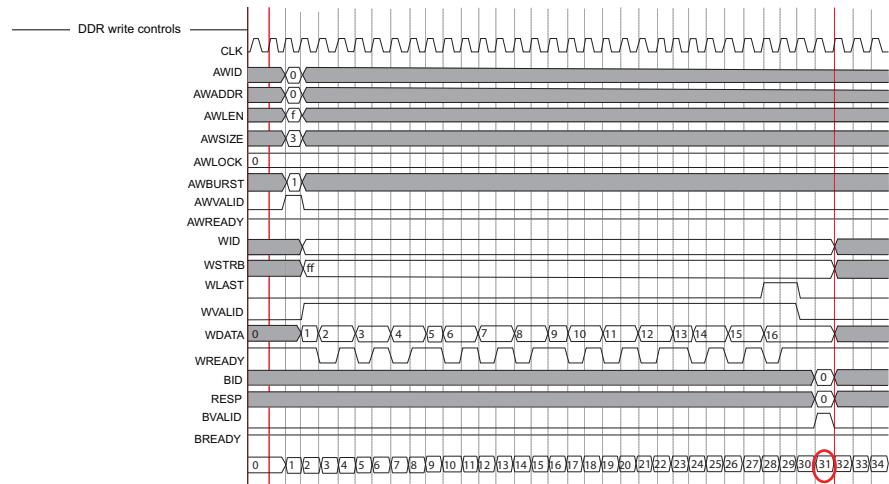 DDR write controls
CLK
AWID 0
AWADDR 0
AWLEN f
AWSIZE 3
AWLOCK 0
AWBURST 1
AWVALID
AWREADY
WID
WSTRB ff
WLAST
WVALID
WDATA 0 1 2 3 4 5 6 7 8 9 10 11 12 13 14 15 16
WREADY
BID 0
RESP 0
BVALID
BREADY
0 1 2 3 4 5 6 7 8 9 10 11 12 13 14 15 16 17 18 19 20 21 22 23 24 25 26 27 28 29 30 31 32 33 34